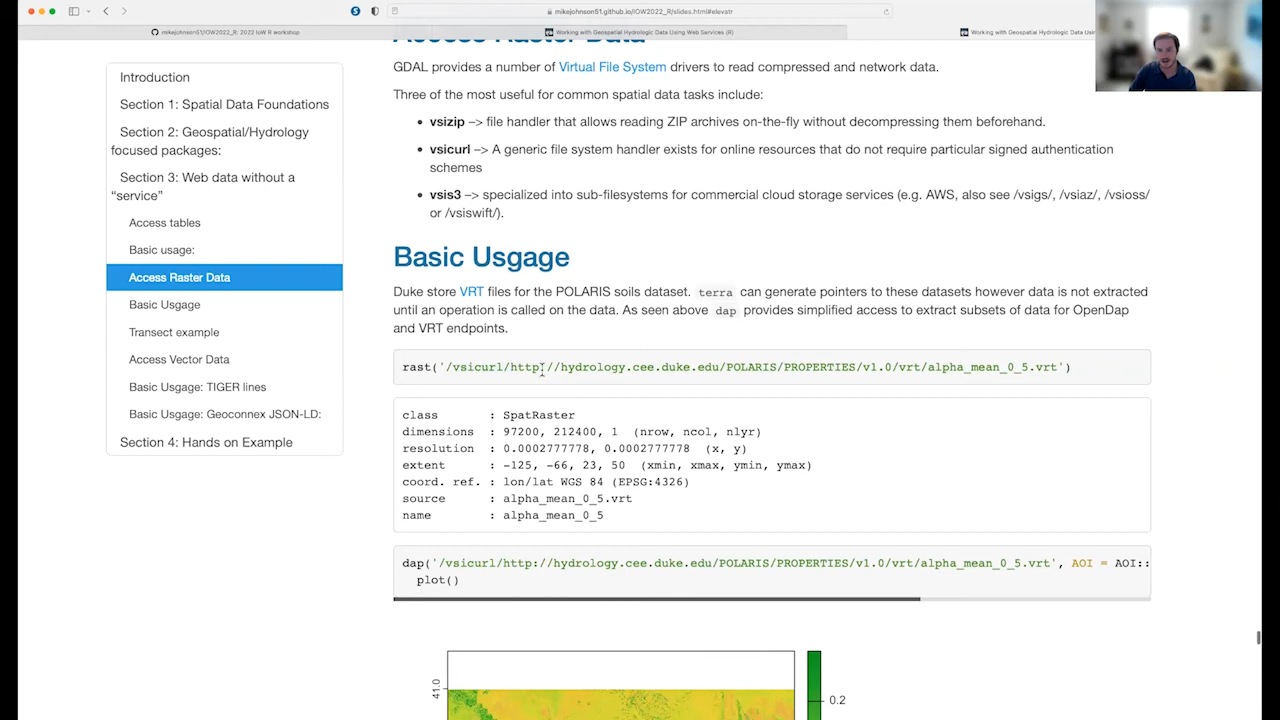 mikejohnson51.github.io/IOW2022_R/slides.html#elevatr
mikejohnson51/IOW2022_R: 2022 IoW R workshop
Working with Geospatial Hydrologic Data Using Web Services (R)
Working with Geospatial Hydrologic Data Using
Access Raster Data
Introduction
Section 1: Spatial Data Foundations
Section 2: Geospatial/Hydrology
focused packages:
Section 3: Web data without a
“service”
Access tables
Basic usage:
Access Raster Data
Basic Usgage
Transect example
Access Vector Data
Basic Usage: TIGER lines
Basic Usage: Geoconnex JSON-LD:
Section 4: Hands on Example
GDAL provides a number of Virtual File System drivers to read compressed and network data.
Three of the most useful for common spatial data tasks include:
• vsizip –> file handler that allows reading ZIP archives on-the-fly without decompressing them beforehand.
• vsicurl –> A generic file system handler exists for online resources that do not require particular signed authentication
schemes
• vsis3 –> specialized into sub-filesystems for commercial cloud storage services (e.g. AWS, also see /vsigs/, /vsiaz/, /vsioss/
or /vsiswift/).
Basic Usgage
Duke store VRT files for the POLARIS soils dataset. terra can generate pointers to these datasets however data is not extracted
until an operation is called on the data. As seen above dap provides simplified access to extract subsets of data for OpenDap
and VRT endpoints.
rast('/vsicurl/http://hydrology.cee.duke.edu/POLARIS/PROPERTIES/v1.0/vrt/alpha_mean_0_5.vrt')
class : SpatRaster
dimensions : 97200, 212400, 1 (nrow, ncol, nlyr)
resolution : 0.0002777778, 0.0002777778 (x, y)
extent : -125, -66, 23, 50 (xmin, xmax, ymin, ymax)
coord. ref. : lon/lat WGS 84 (EPSG:4326)
source : alpha_mean_0_5.vrt
name : alpha_mean_0_5
dap('/vsicurl/http://hydrology.cee.duke.edu/POLARIS/PROPERTIES/v1.0/vrt/alpha_mean_0_5.vrt', AOI = AOI::
plot()
41.0
0.2